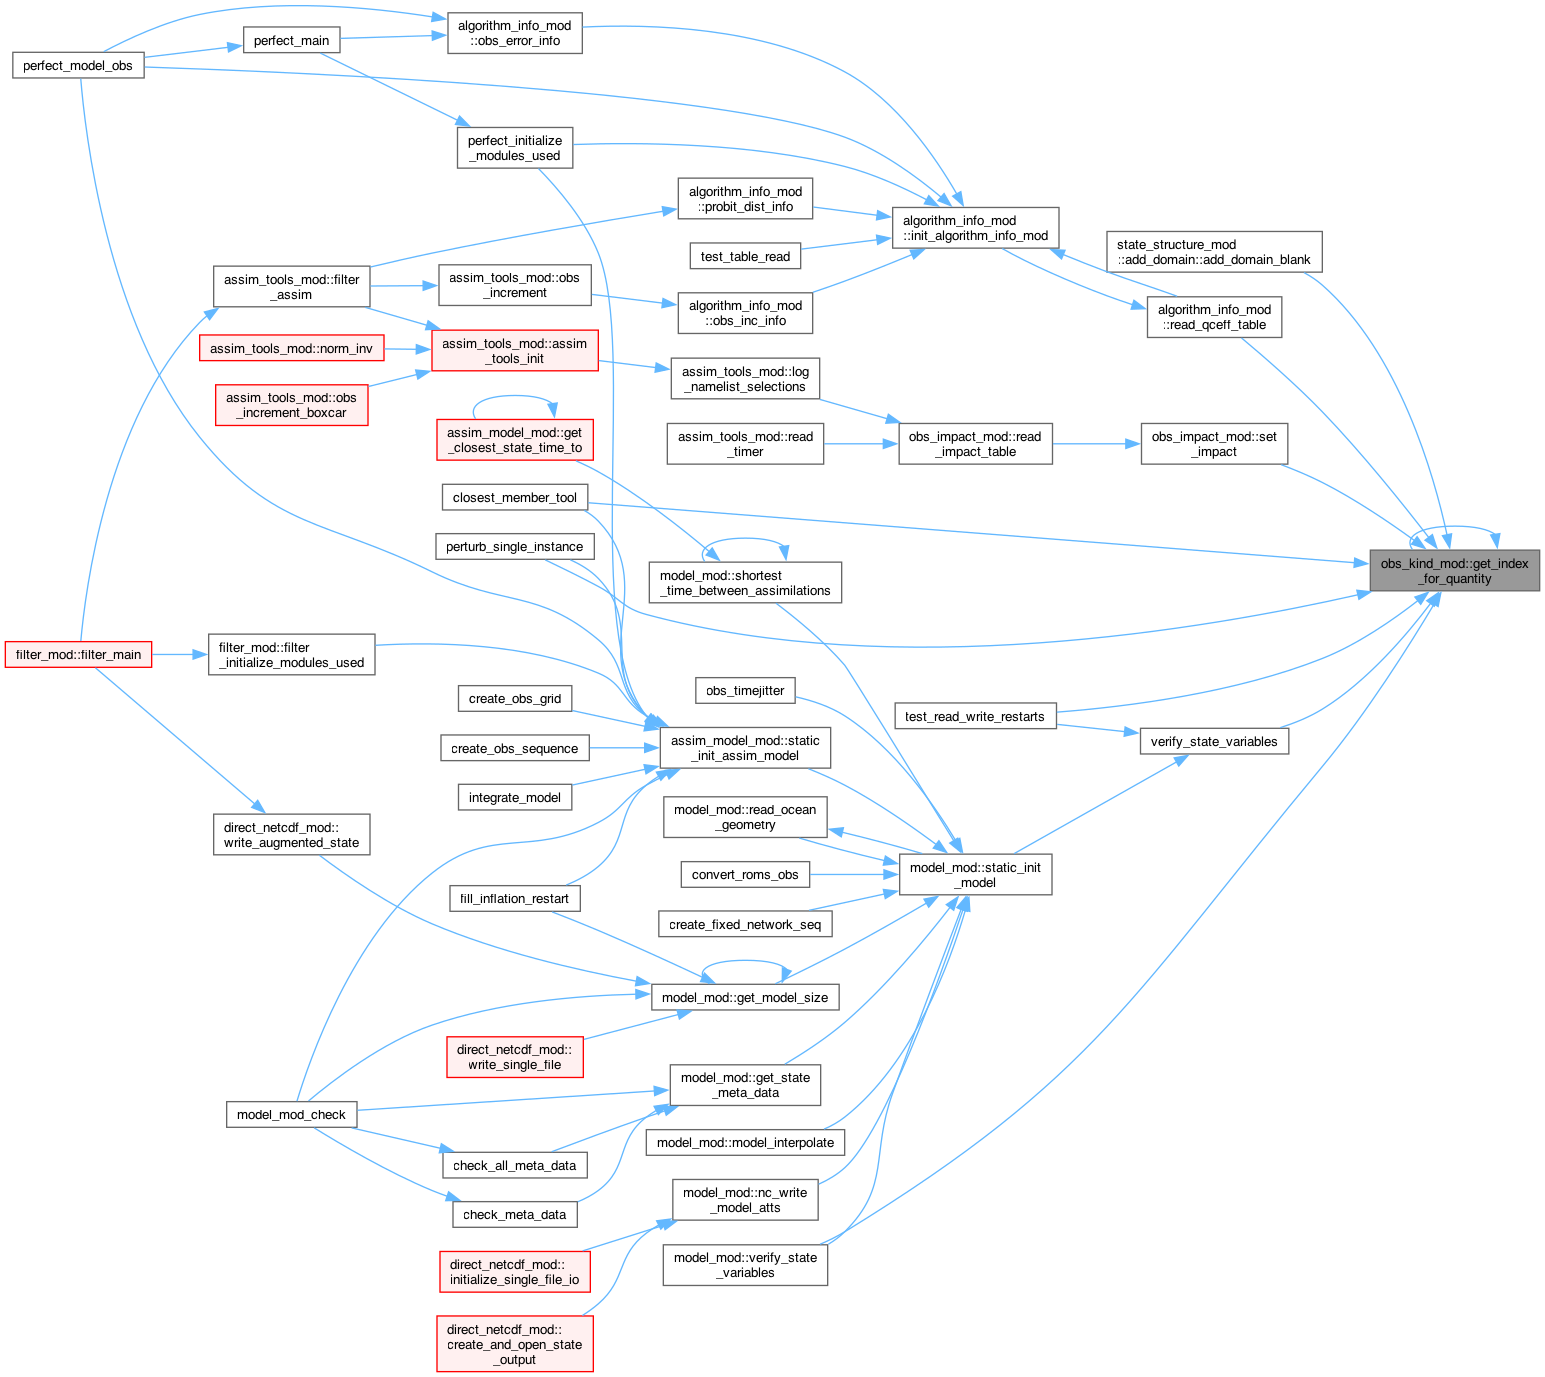 perfect_model_obs
perfect_main
algorithm_info_mod
::obs_error_info
perfect_initialize
_modules_used
algorithm_info_mod
::probit_dist_info
algorithm_info_mod
::init_algorithm_info_mod
test_table_read
state_structure_mod
::add_domain::add_domain_blank
assim_tools_mod::filter
_assim
assim_tools_mod::obs
_increment
algorithm_info_mod
::obs_inc_info
algorithm_info_mod
::read_qceff_table
assim_tools_mod::norm_inv
assim_tools_mod::assim
_tools_init
assim_tools_mod::log
_namelist_selections
assim_tools_mod::obs
_increment_boxcar
assim_model_mod::get
_closest_state_time_to
assim_tools_mod::read
_timer
obs_impact_mod::read
_impact_table
obs_impact_mod::set
_impact
closest_member_tool
perturb_single_instance
model_mod::shortest
_time_between_assimilations
obs_kind_mod::get_index
_for_quantity
filter_mod::filter_main
filter_mod::filter
_initialize_modules_used
create_obs_grid
obs_timejitter
test_read_write_restarts
create_obs_sequence
assim_model_mod::static
_init_assim_model
verify_state_variables
integrate_model
model_mod::read_ocean
_geometry
direct_netcdf_mod::
write_augmented_state
convert_roms_obs
model_mod::static_init
_model
fill_inflation_restart
create_fixed_network_seq
model_mod::get_model_size
direct_netcdf_mod::
write_single_file
model_mod::get_state
_meta_data
model_mod_check
model_mod::model_interpolate
check_all_meta_data
check_meta_data
model_mod::nc_write
_model_atts
direct_netcdf_mod::
initialize_single_file_io
model_mod::verify_state
_variables
direct_netcdf_mod::
create_and_open_state
_output